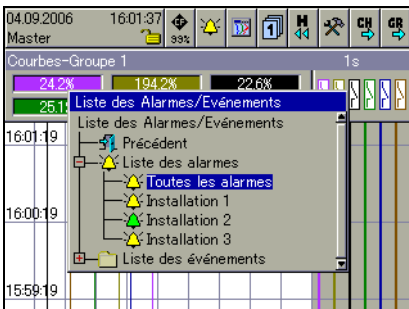 04.09.2006 16:01:37
Master 99% 1 H CH GR
Courbes-Groupe 1 1s
24.2% 194.2% 22.6%
25.1
Liste des Alarmes/Evénements
Liste des Alarmes/Evénements
16:01:19
Précédent
Liste des alarmes
Toutes les alarmes
Installation 1
16:00:19
Installation 2
Installation 3
Liste des événements
15:59:19